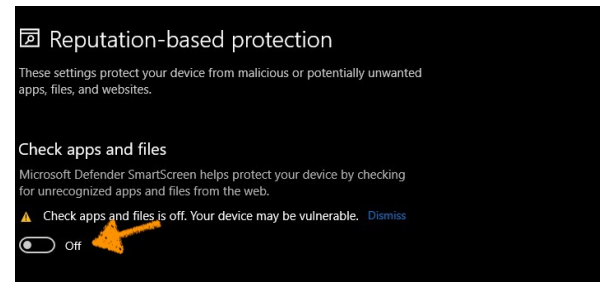 Reputation-based protection
These settings protect your device from malicious or potentially unwanted
apps, files, and websites.
Check apps and files
Microsoft Defender SmartScreen helps protect your device by checking
for unrecognized apps and files from the web.
Check apps and files is off. Your device may be vulnerable. Dismiss
Off